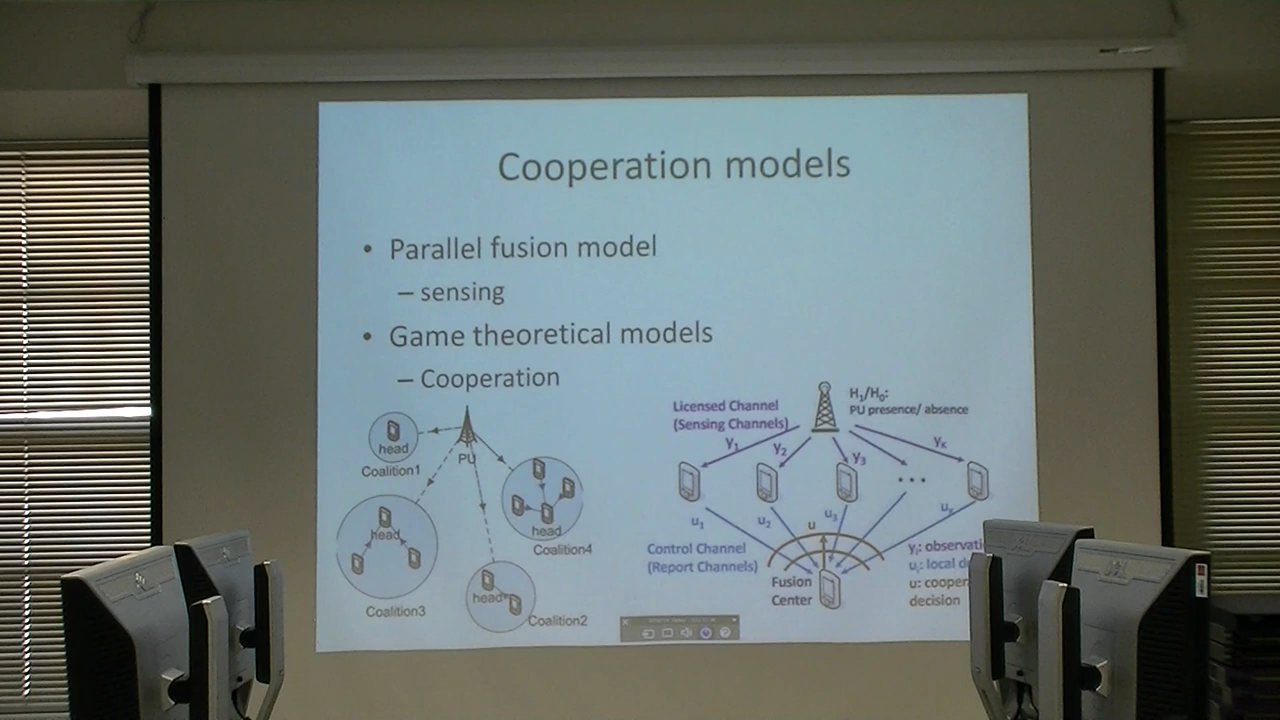 Cooperation models
• Parallel fusion model
– sensing
• Game theoretical models
– Cooperation
head
Coalition1
PU
head
Coalition3
head
Coalition4
head
Coalition2
Licensed Channel
(Sensing Channels)
H1/H0:
PU presence/ absence
y1
y2
y3
yK
...
u1
u2
u3
u
Control Channel
(Report Channels)
Fusion
Center
yi: observati
ui: local d
u: cooper
decision